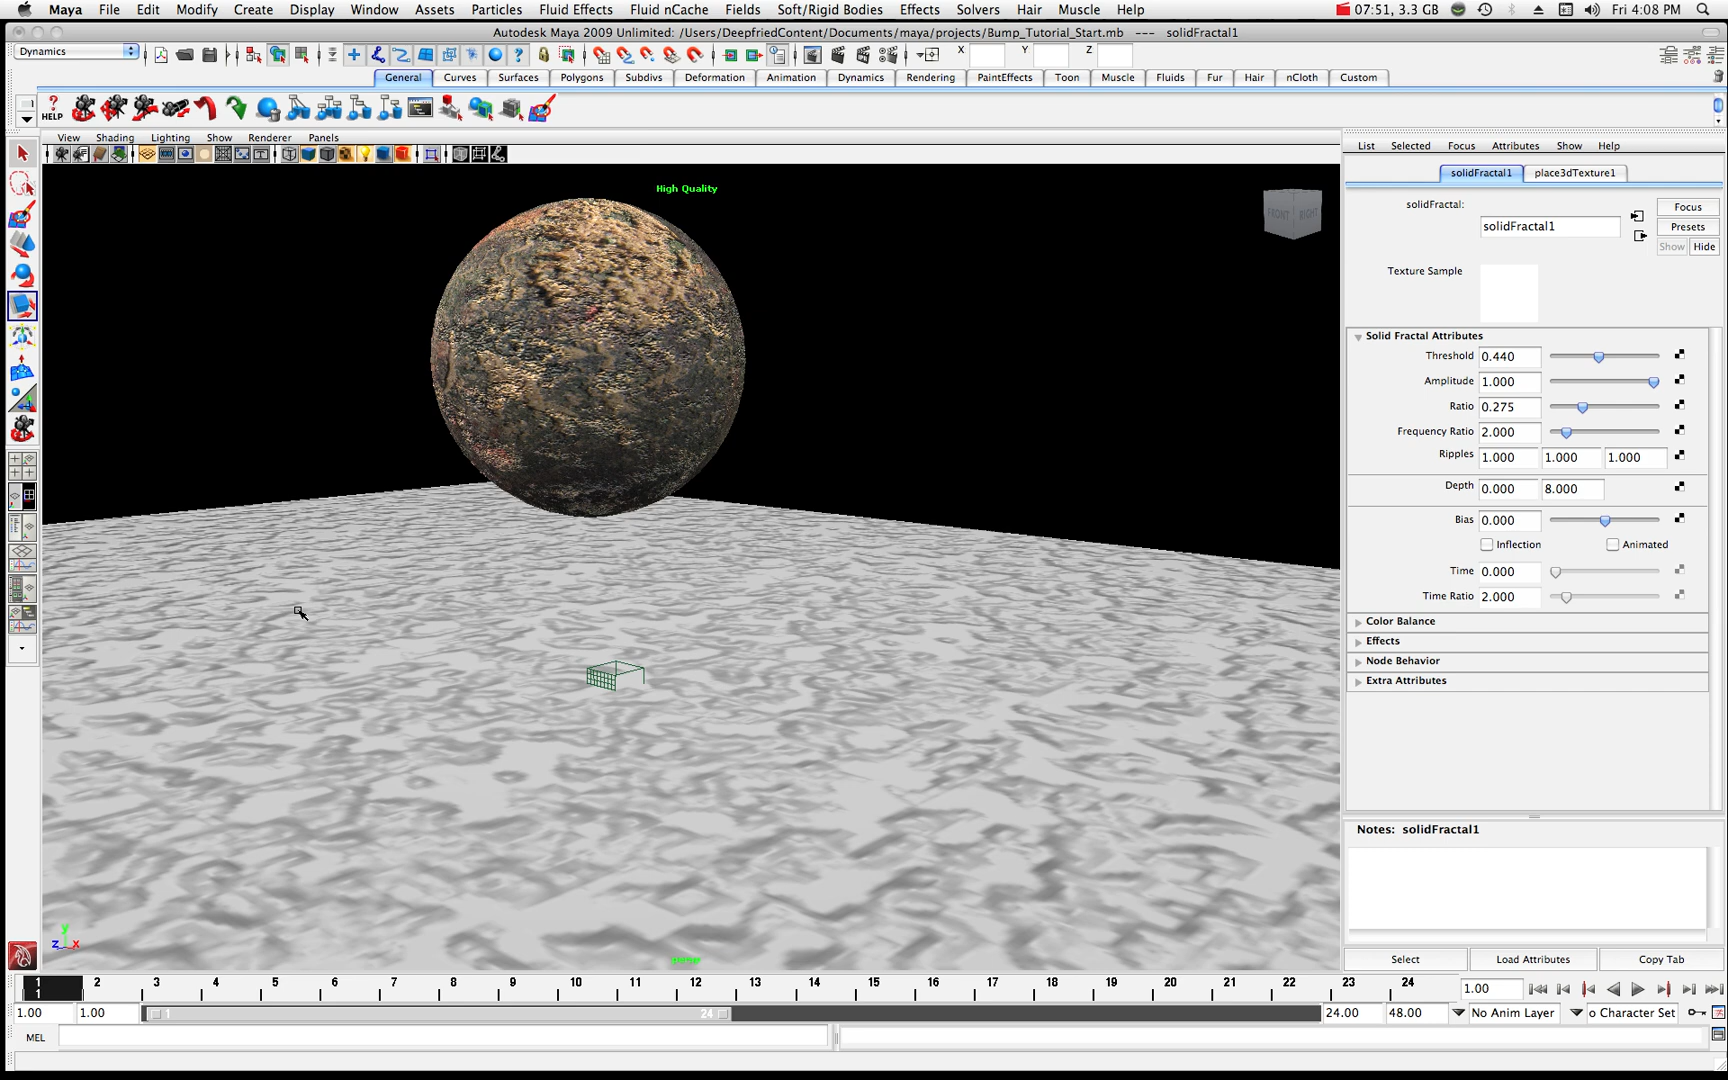 Maya File Edit Modify Create Display Window Assets Particles Fluid Effects Fluid nCache Fields Soft/Rigid Bodies Effects Solvers Hair Muscle Help 07:51, 3.3 GB Fri 4:08 PM
Autodesk Maya 2009 Unlimited: /Users/DeepfriedContent/Documents/maya/projects/Bump_Tutorial_Start.mb --- solidFractal1
Dynamics X Y Z
General Curves Surfaces Polygons Subdivs Deformation Animation Dynamics Rendering PaintEffects Toon Muscle Fluids Fur Hair nCloth Custom
? HELP
View Shading Lighting Show Renderer Panels
List Selected Focus Attributes Show Help
High Quality
FRONT RIGHT
solidFractal1 place3dTexture1
solidFractal: solidFractal1
Focus
Presets
Show Hide
Texture Sample
Solid Fractal Attributes
Threshold 0.440
Amplitude 1.000
Ratio 0.275
Frequency Ratio 2.000
Ripples 1.000 1.000 1.000
Depth 0.000 8.000
Bias 0.000
Inflection Animated
Time 0.000
Time Ratio 2.000
Color Balance
Effects
Node Behavior
Extra Attributes
Notes: solidFractal1
y
z x
persp
Select Load Attributes Copy Tab
1 2 3 4 5 6 7 8 9 10 11 12 13 14 15 16 17 18 19 20 21 22 23 24
1 1.00
1.00 1.00 1 24 24.00 48.00 No Anim Layer o Character Set
MEL